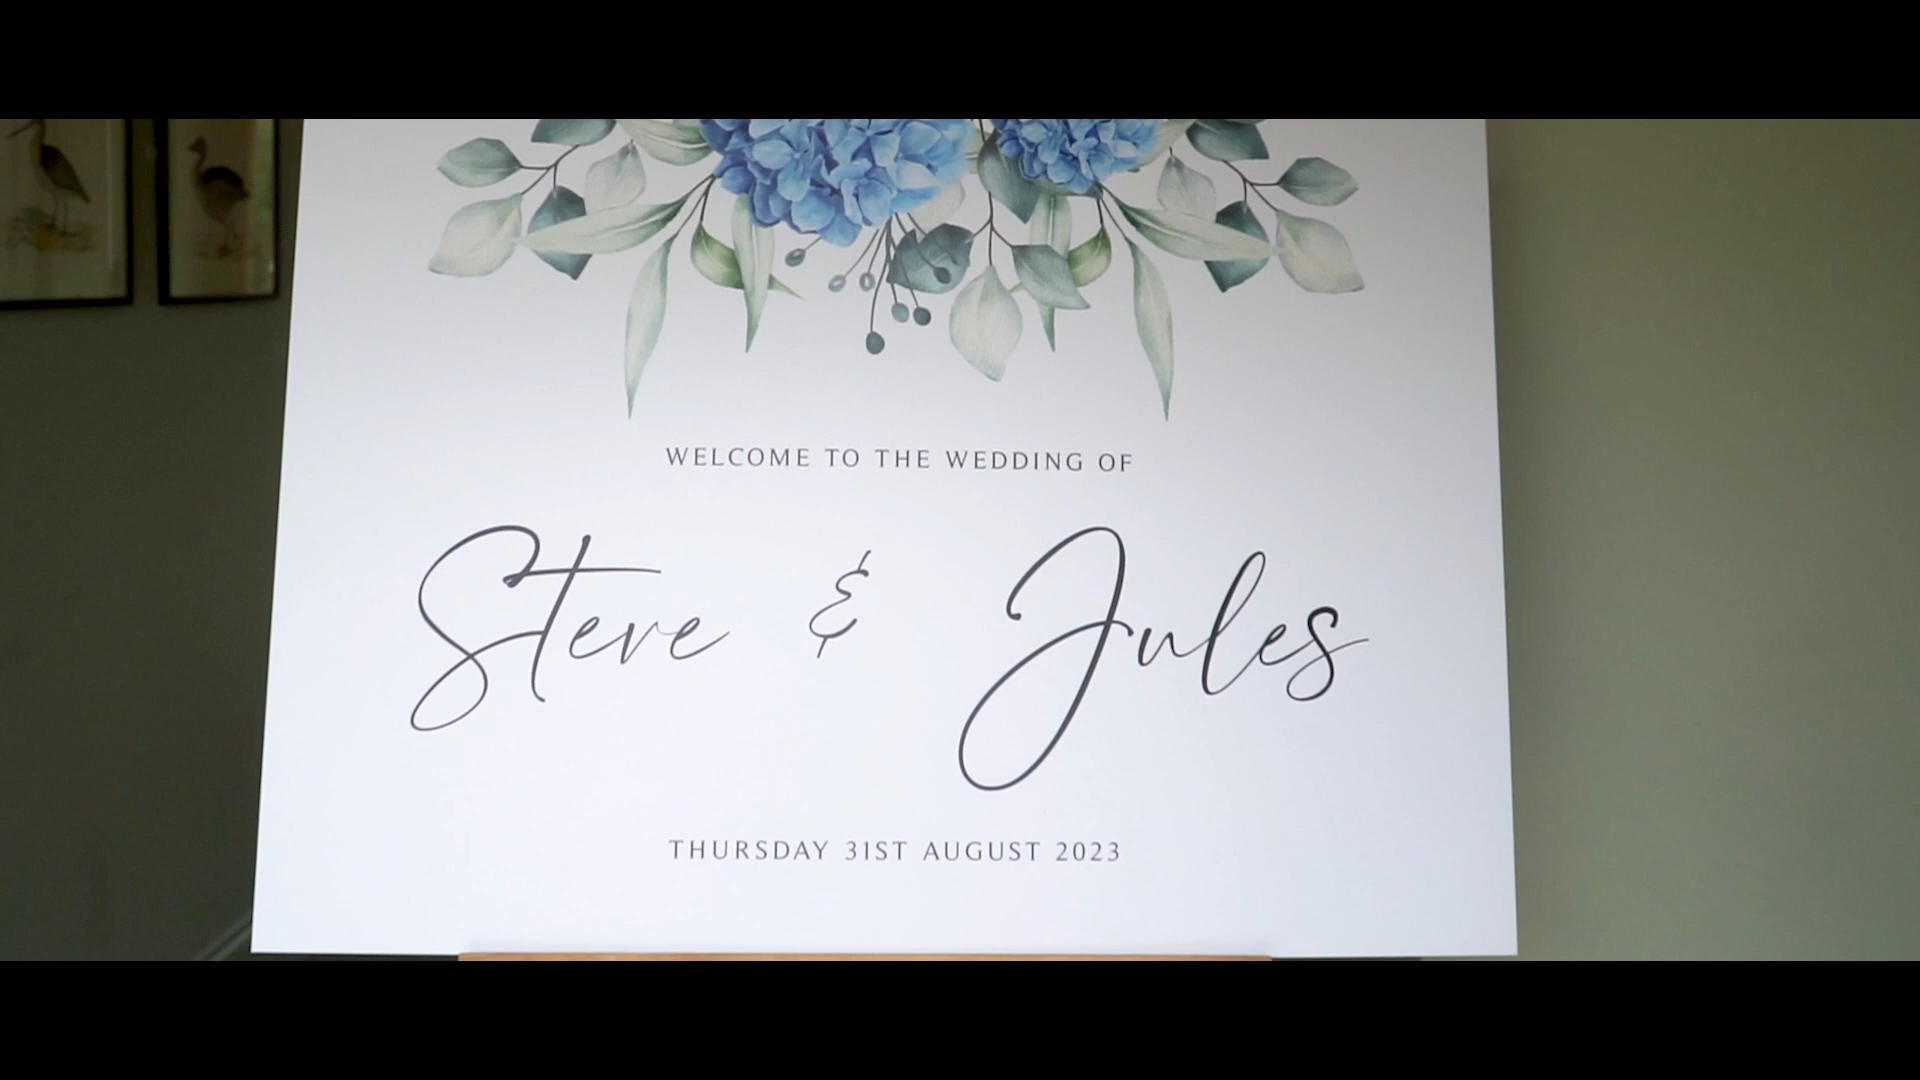 WELCOME TO THE WEDDING OF
Steve & Jules
THURSDAY 31ST AUGUST 2023